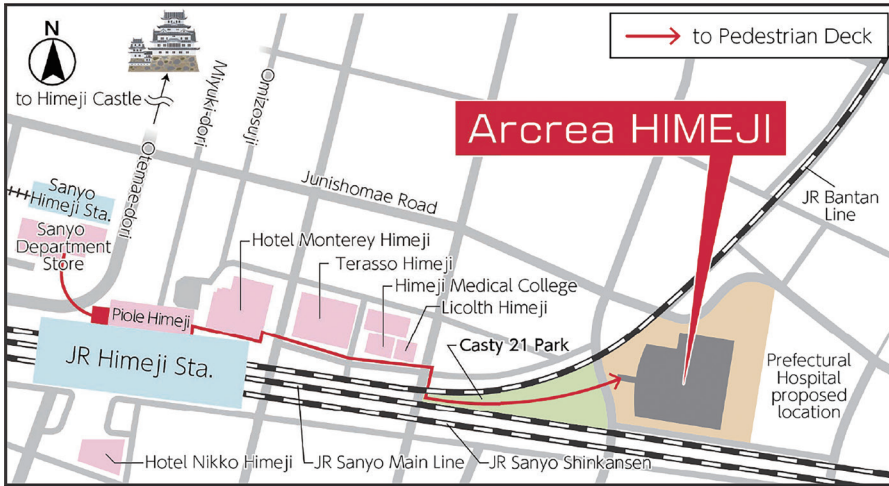 N
to Himeji Castle
to Pedestrian Deck
Miyuki-dori
Omizosuji
Otemae-dori
Arcrea HIMEJI
Junishomae Road
JR Bantan
Line
Sanyo
Himeji Sta.
Sanyo
Department
Store
Hotel Monterey Himeji
Terasso Himeji
Himeji Medical College
Licolth Himeji
Piole Himeji
JR Himeji Sta.
Casty 21 Park
Prefectural
Hospital
proposed
location
Hotel Nikko Himeji
JR Sanyo Main Line
JR Sanyo Shinkansen